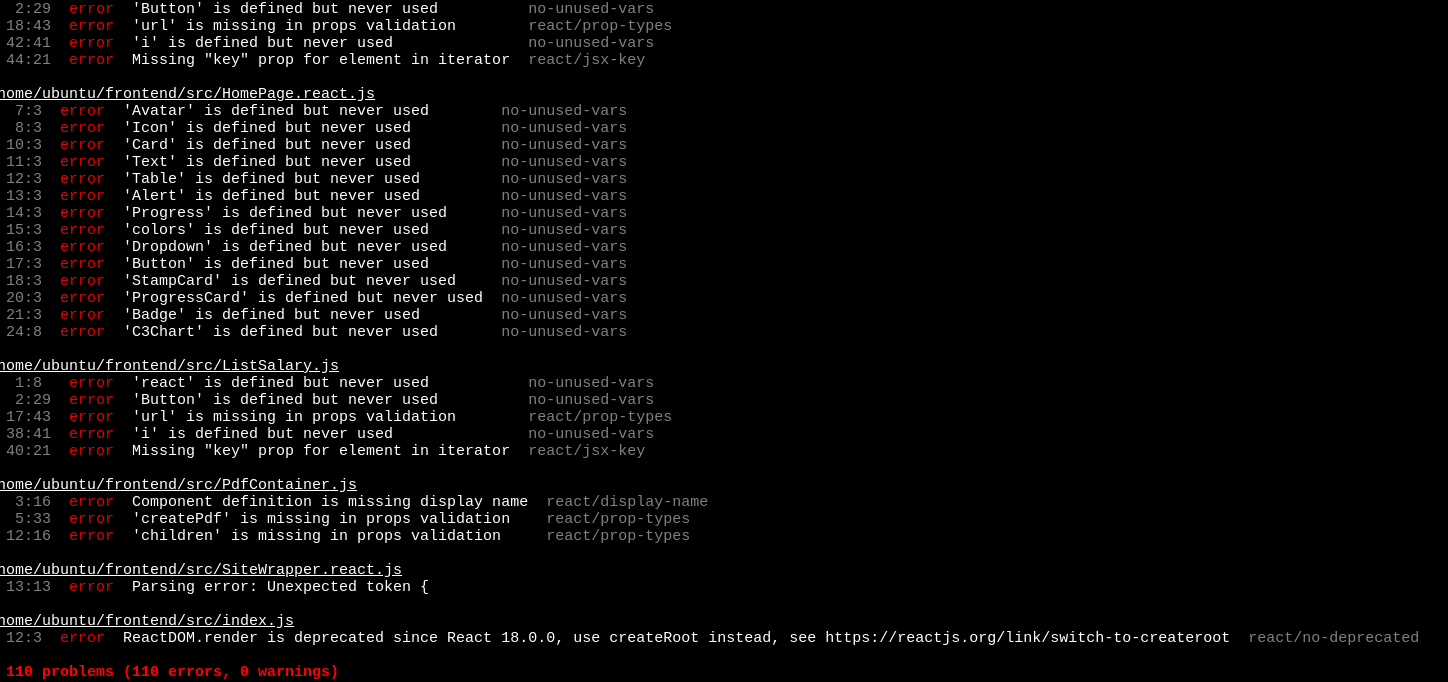 2:29  error  'Button' is defined but never used          no-unused-vars
18:43  error  'url' is missing in props validation        react/prop-types
42:41  error  'i' is defined but never used               no-unused-vars
44:21  error  Missing "key" prop for element in iterator  react/jsx-key
home/ubuntu/frontend/src/HomePage.react.js
7:3  error  'Avatar' is defined but never used        no-unused-vars
8:3  error  'Icon' is defined but never used          no-unused-vars
10:3  error  'Card' is defined but never used          no-unused-vars
11:3  error  'Text' is defined but never used          no-unused-vars
12:3  error  'Table' is defined but never used         no-unused-vars
13:3  error  'Alert' is defined but never used         no-unused-vars
14:3  error  'Progress' is defined but never used      no-unused-vars
15:3  error  'colors' is defined but never used        no-unused-vars
16:3  error  'Dropdown' is defined but never used      no-unused-vars
17:3  error  'Button' is defined but never used        no-unused-vars
18:3  error  'StampCard' is defined but never used     no-unused-vars
20:3  error  'ProgressCard' is defined but never used  no-unused-vars
21:3  error  'Badge' is defined but never used         no-unused-vars
24:8  error  'C3Chart' is defined but never used       no-unused-vars
home/ubuntu/frontend/src/ListSalary.js
1:8   error  'react' is defined but never used           no-unused-vars
2:29  error  'Button' is defined but never used          no-unused-vars
17:43  error  'url' is missing in props validation        react/prop-types
38:41  error  'i' is defined but never used               no-unused-vars
40:21  error  Missing "key" prop for element in iterator  react/jsx-key
home/ubuntu/frontend/src/PdfContainer.js
3:16  error  Component definition is missing display name  react/display-name
5:33  error  'createPdf' is missing in props validation    react/prop-types
12:16  error  'children' is missing in props validation     react/prop-types
home/ubuntu/frontend/src/SiteWrapper.react.js
13:13  error  Parsing error: Unexpected token {
home/ubuntu/frontend/src/index.js
12:3  error  ReactDOM.render is deprecated since React 18.0.0, use createRoot instead, see https://reactjs.org/link/switch-to-createroot  react/no-deprecated
110 problems (110 errors, 0 warnings)